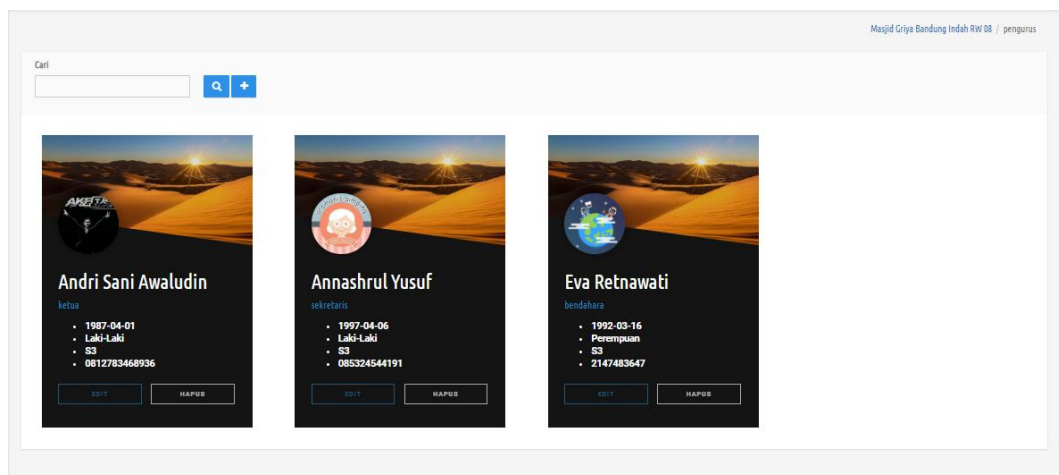 Masjid Griya Bandung Indah RW 08 / pengurus
Cari
Andri Sani Awaludin
ketua
1987-04-01
Laki-Laki
S3
0812783468936
EDIT HAPUS
Annashrul Yusuf
sekretaris
1997-04-06
Laki-Laki
S3
085324544191
EDIT HAPUS
Eva Retnawati
bendahara
1992-03-16
Perempuan
S3
2147483647
EDIT HAPUS